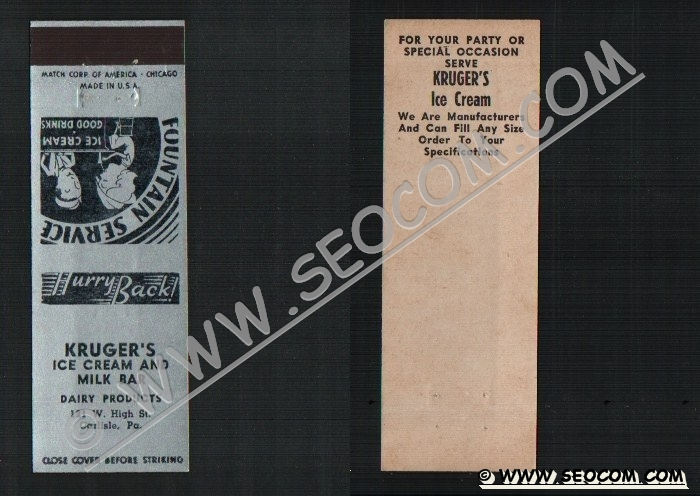 MATCH CORP. OF AMERICA - CHICAGO
MADE IN U.S.A.
ICE CREAM
GOOD DRINKS
FOUNTAIN SERVICE
Hurry Back!
KRUGER'S
ICE CREAM AND
MILK BAR
DAIRY PRODUCTS
W. High St.
Carlisle, Pa.
CLOSE COVER BEFORE STRIKING
FOR YOUR PARTY OR
SPECIAL OCCASION
SERVE
KRUGER'S
Ice Cream
We Are Manufacturers
And Can Fill Any Size
Order To Your
Specifications
© WWW.SEOCOM.COM
© WWW.SEOCOM.COM